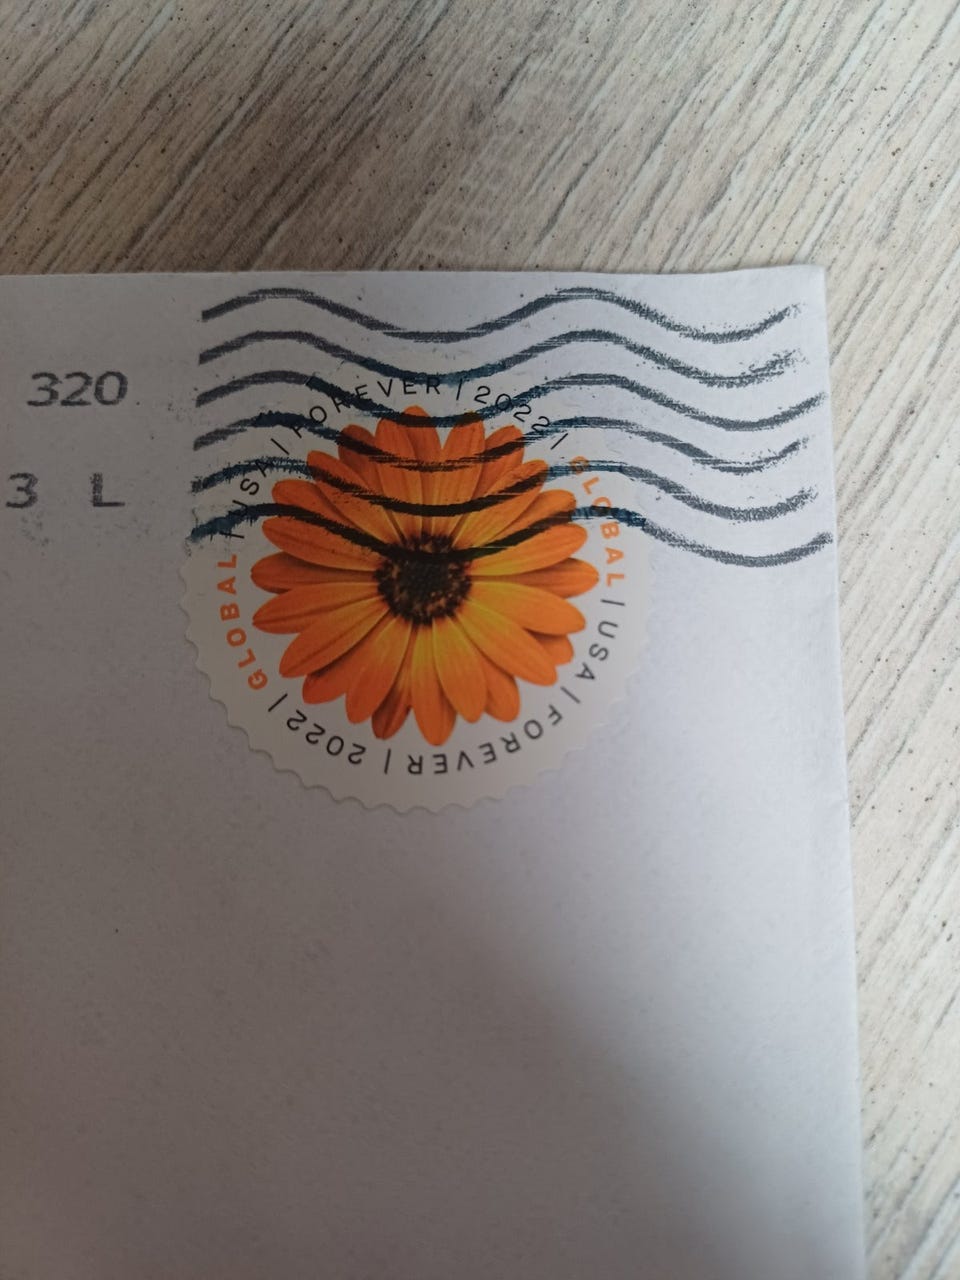 320
3 L
GLOBAL | USA | FOREVER | 2022 | GLOBAL | USA | FOREVER | 2022 |